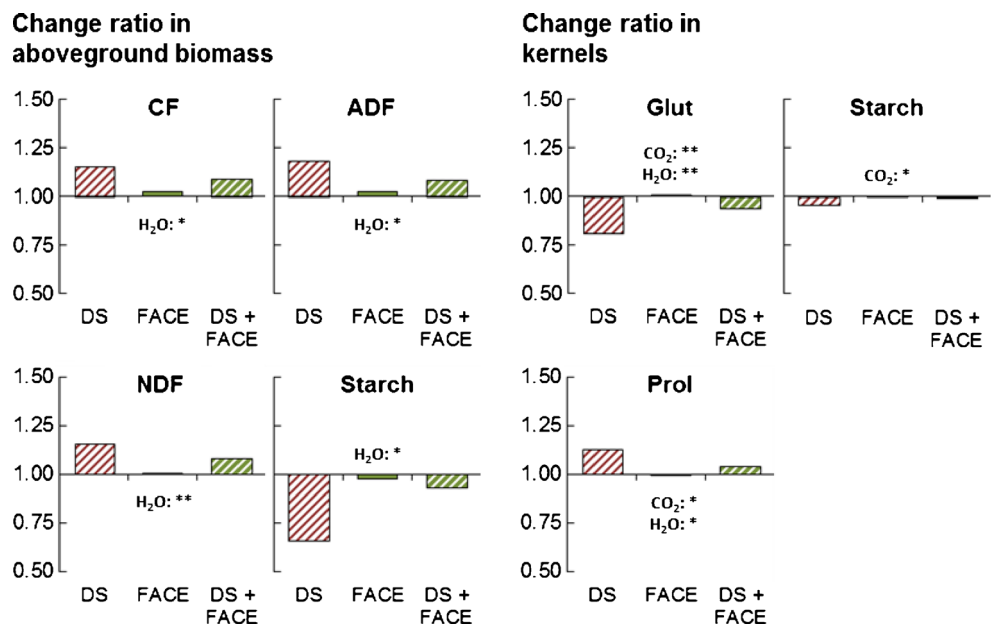 Change ratio in
aboveground biomass
CF
ADF
1.50
1.25
1.00
0.75
0.50
H₂O: *
H₂O: *
DS
FACE
DS +
FACE
DS
FACE
DS +
FACE
NDF
Starch
1.50
1.25
1.00
0.75
0.50
H₂O: **
H₂O: *
DS
FACE
DS +
FACE
DS
FACE
DS +
FACE
Change ratio in
kernels
Glut
Starch
1.50
1.25
1.00
0.75
0.50
CO₂: **
H₂O: **
CO₂: *
DS
FACE
DS +
FACE
DS
FACE
DS +
FACE
Prol
1.50
1.25
1.00
0.75
0.50
CO₂: *
H₂O: *
DS
FACE
DS +
FACE